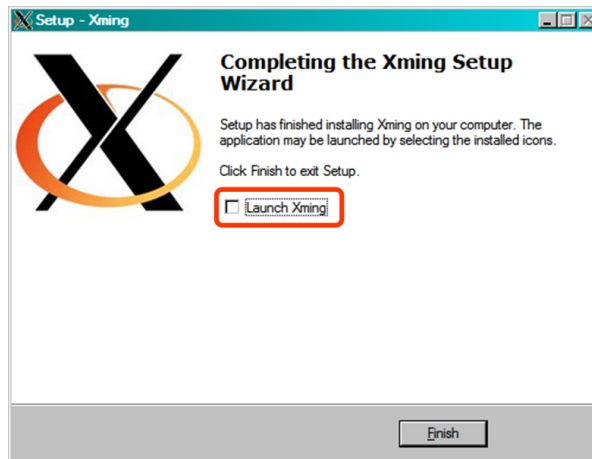 Setup - Xming
Completing the Xming Setup
Wizard
Setup has finished installing Xming on your computer. The
application may be launched by selecting the installed icons.
Click Finish to exit Setup.
Launch Xming
Finish